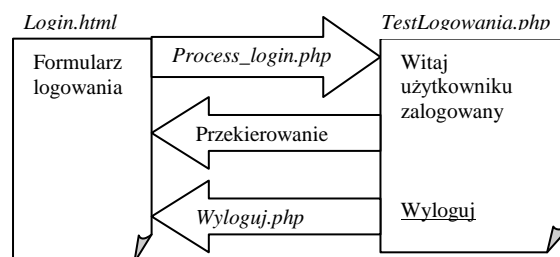 Login.html
TestLogowania.php
Formularz
logowania
Process_login.php
Witaj
użytkowniku
zalogowany
Przekierowanie
Wyloguj.php
Wyloguj